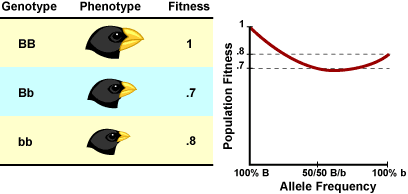 Genotype Phenotype Fitness
BB 1
Bb .7
bb .8
Population Fitness
1
.8
.7
100% B 50/50 B/b 100% b
Allele Frequency